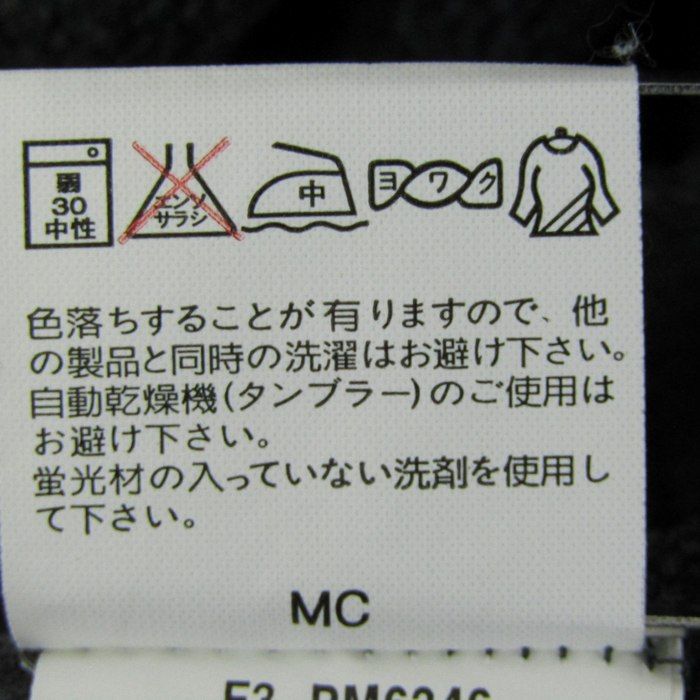 弱
30
中性
エンソ
サラシ
中
ヨワク
色落ちすることが有りますので、他
の製品と同時の洗濯はお避け下さい。
自動乾燥機(タンブラー)のご使用は
お避け下さい。
蛍光材の入っていない洗剤を使用し
て下さい。
MC